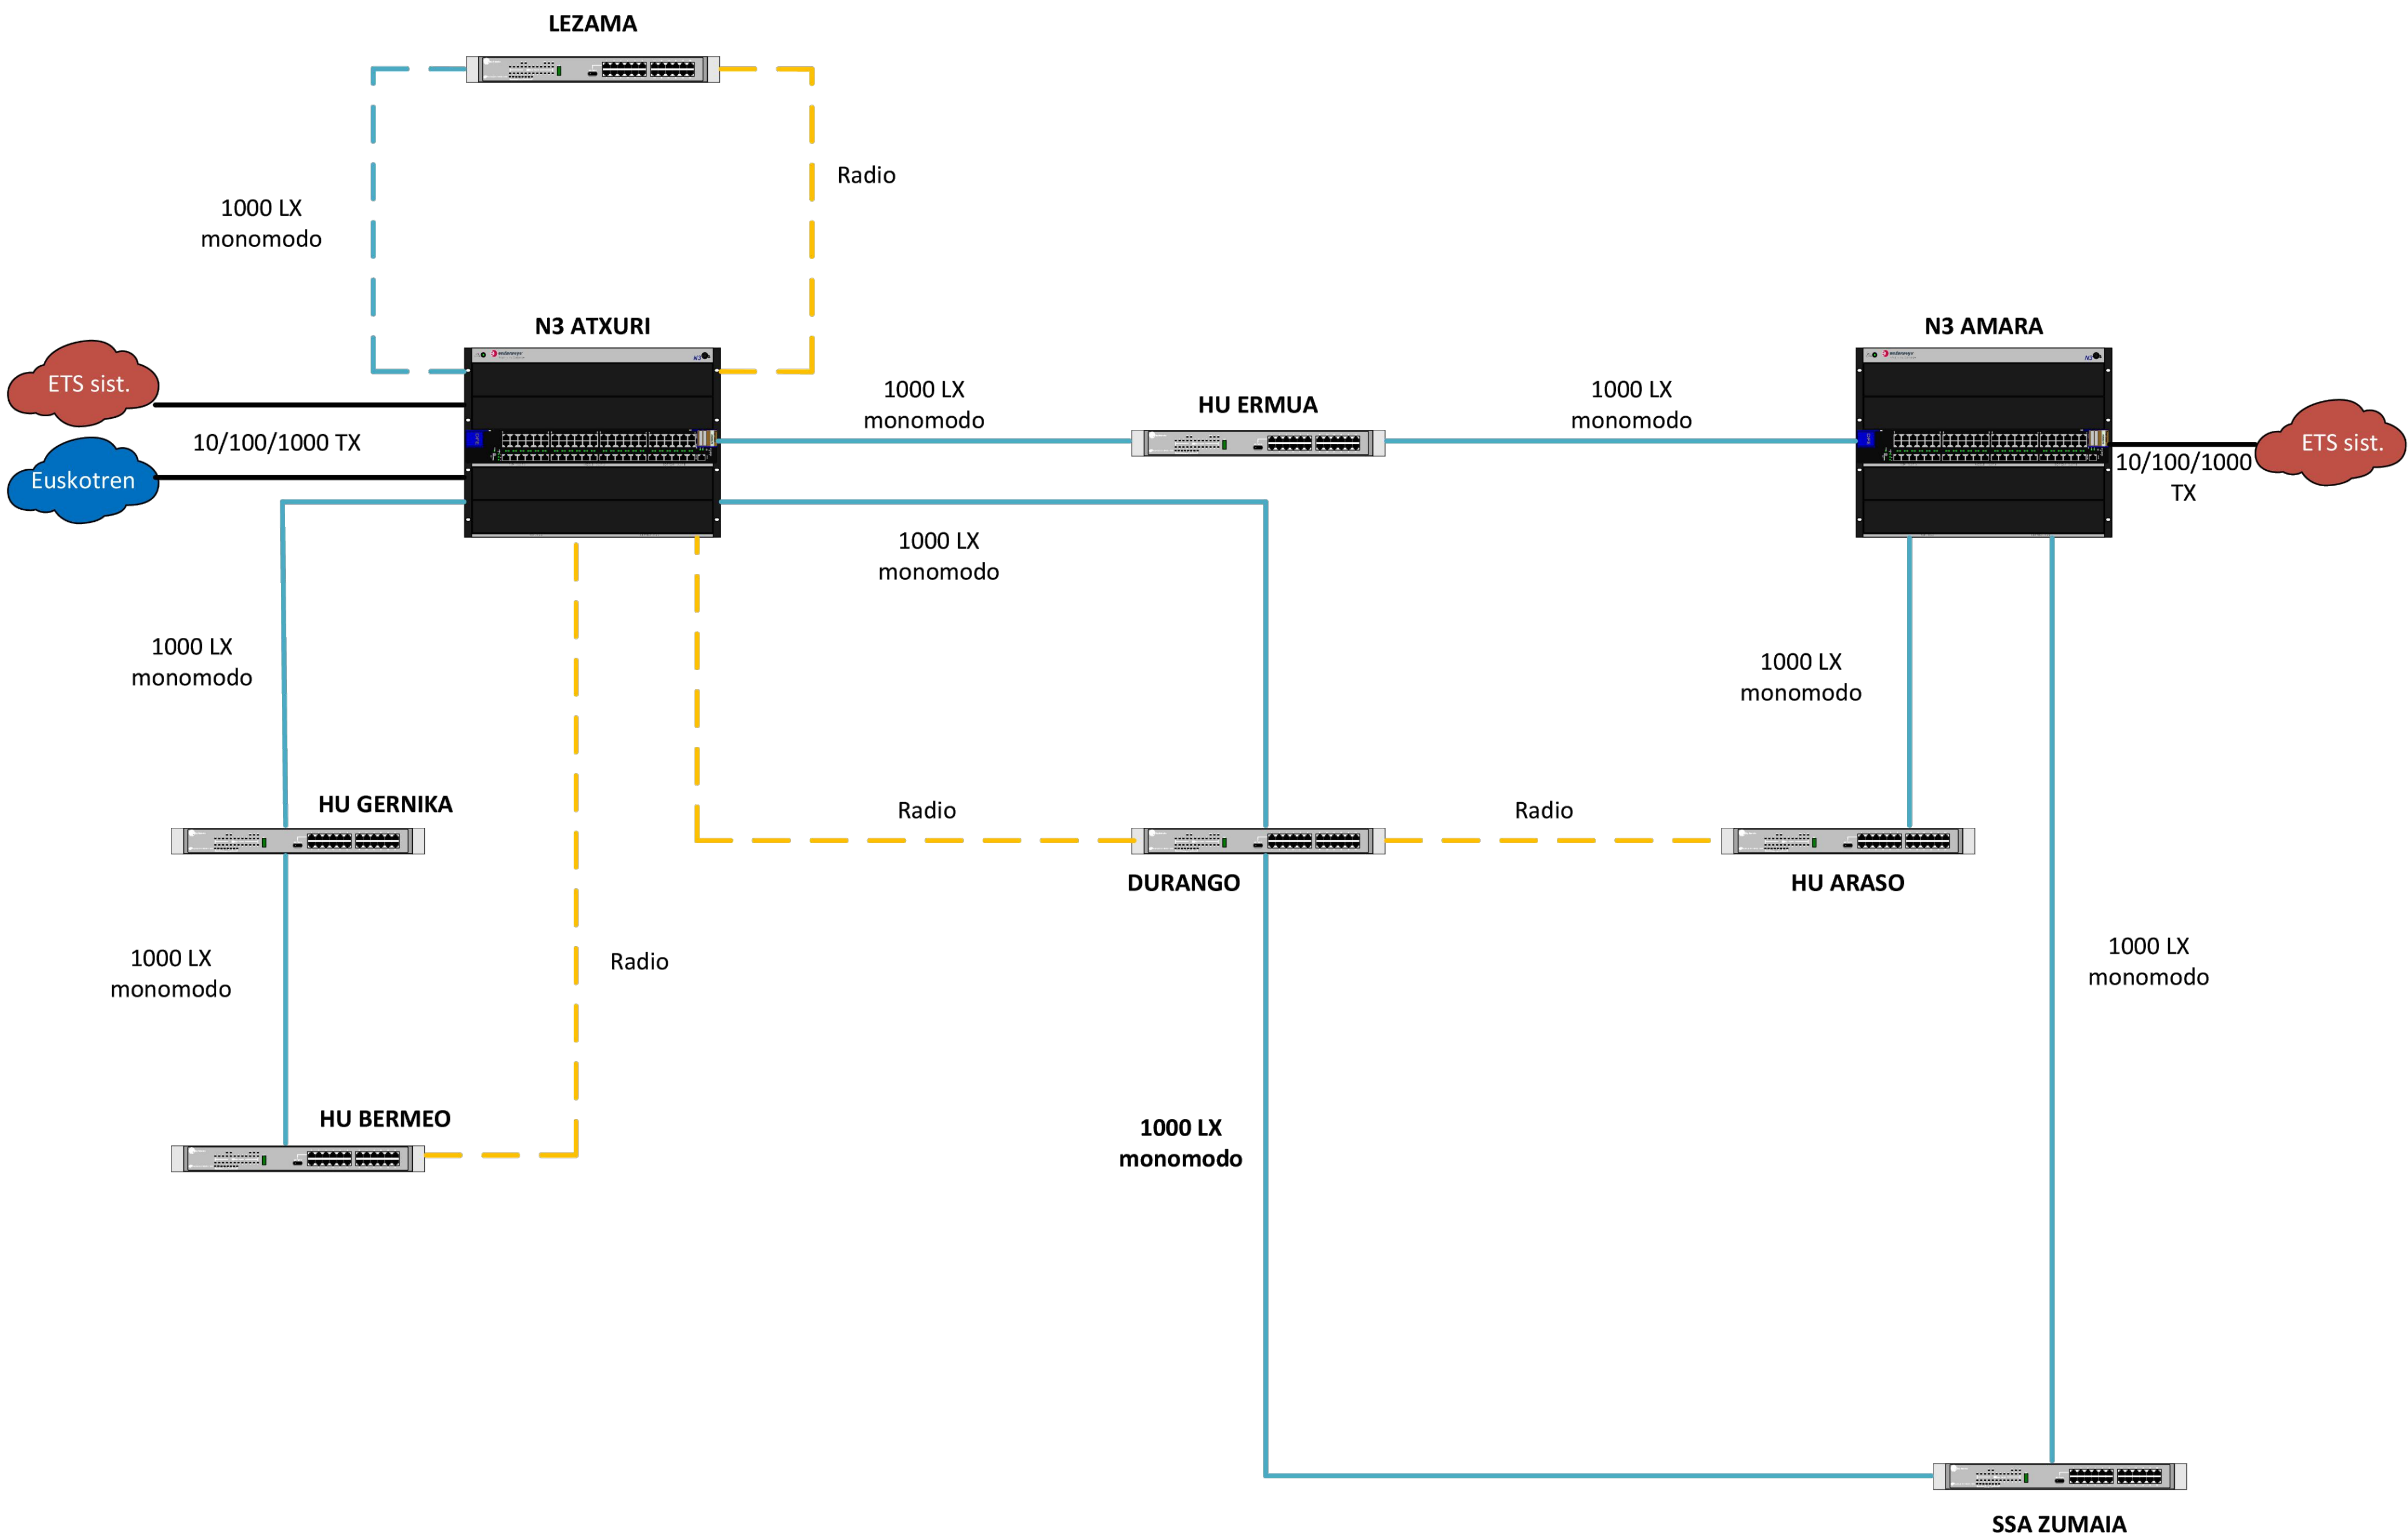 LEZAMA
Radio
1000 LX
monomodo
N3 ATXURI
N3 AMARA
ETS sist.
10/100/1000 TX
Euskotren
1000 LX
monomodo
HU ERMUA
1000 LX
monomodo
ETS sist.
10/100/1000
TX
1000 LX
monomodo
1000 LX
monomodo
1000 LX
monomodo
HU GERNIKA
Radio
Radio
DURANGO
HU ARASO
1000 LX
monomodo
Radio
1000 LX
monomodo
HU BERMEO
1000 LX
monomodo
SSA ZUMAIA